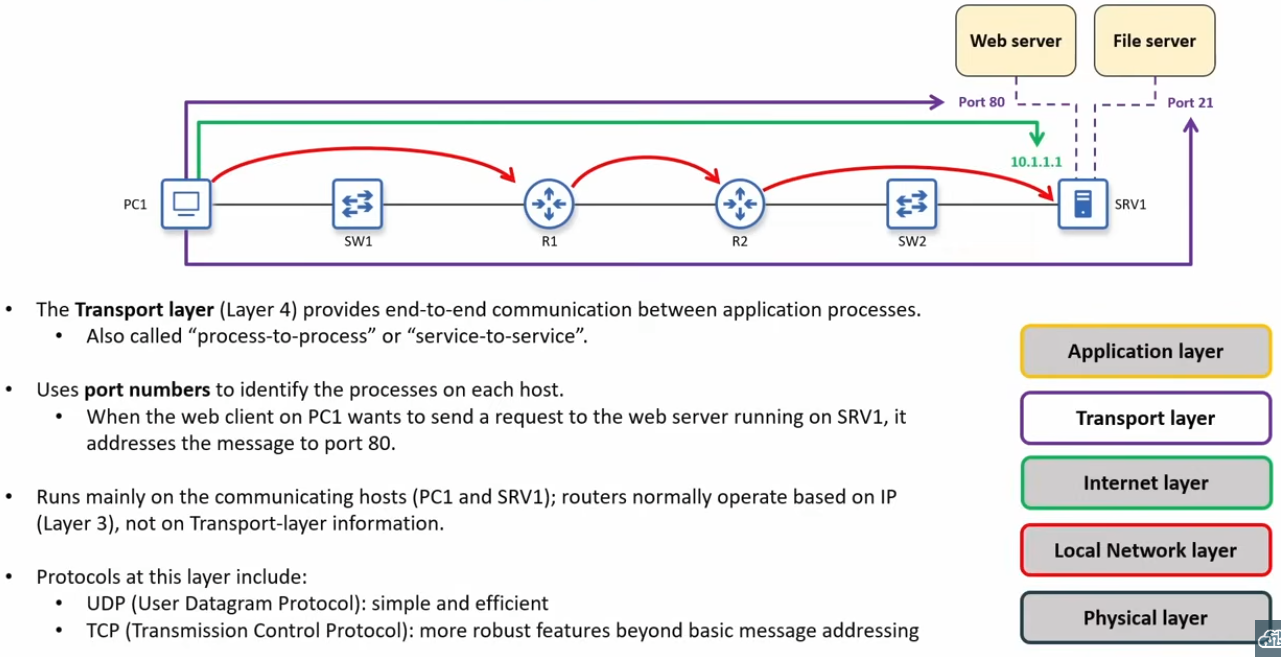 Web server
File server
Port 80
Port 21
10.1.1.1
PC1
SRV1
SW1
R1
R2
SW2
• The Transport layer (Layer 4) provides end-to-end communication between application processes.
• Also called “process-to-process” or “service-to-service”.
• Uses port numbers to identify the processes on each host.
• When the web client on PC1 wants to send a request to the web server running on SRV1, it
addresses the message to port 80.
• Runs mainly on the communicating hosts (PC1 and SRV1); routers normally operate based on IP
(Layer 3), not on Transport-layer information.
• Protocols at this layer include:
• UDP (User Datagram Protocol): simple and efficient
• TCP (Transmission Control Protocol): more robust features beyond basic message addressing
Application layer
Transport layer
Internet layer
Local Network layer
Physical layer